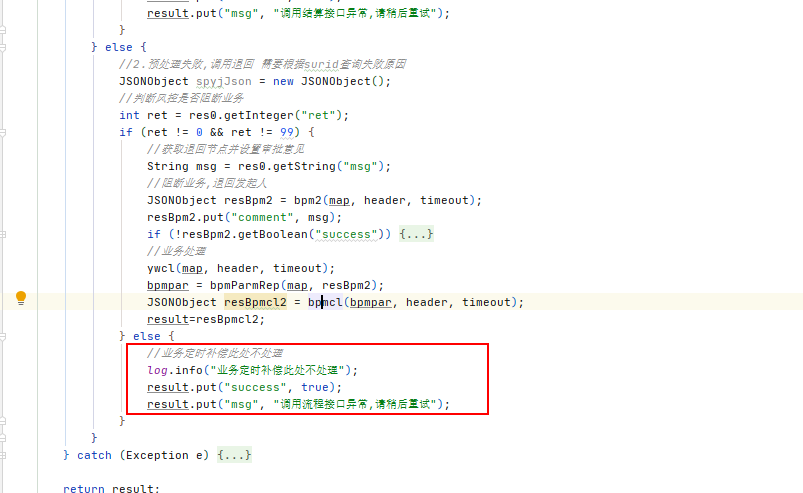 result.put("msg", "调用结算接口异常,请稍后重试");
}
} else {
//2.预处理失败,调用退回 需要根据surid查询失败原因
JSONObject spyjJson = new JSONObject();
//判断风控是否阻断业务
int ret = res0.getInteger("ret");
if (ret != 0 && ret != 99) {
//获取退回节点并设置审批意见
String msg = res0.getString("msg");
//阻断业务,退回发起人
JSONObject resBpm2 = bpm2(map, header, timeout);
resBpm2.put("comment", msg);
if (!resBpm2.getBoolean("success")) {...}
//业务处理
ywcl(map, header, timeout);
bpmpar = bpmParmRep(map, resBpm2);
JSONObject resBpmcl2 = bpmcl(bpmpar, header, timeout);
result=resBpmcl2;
} else {
//业务定时补偿此处不处理
log.info("业务定时补偿此处不处理");
result.put("success", true);
result.put("msg", "调用流程接口异常,请稍后重试");
}
}
} catch (Exception e) {...}
return result;